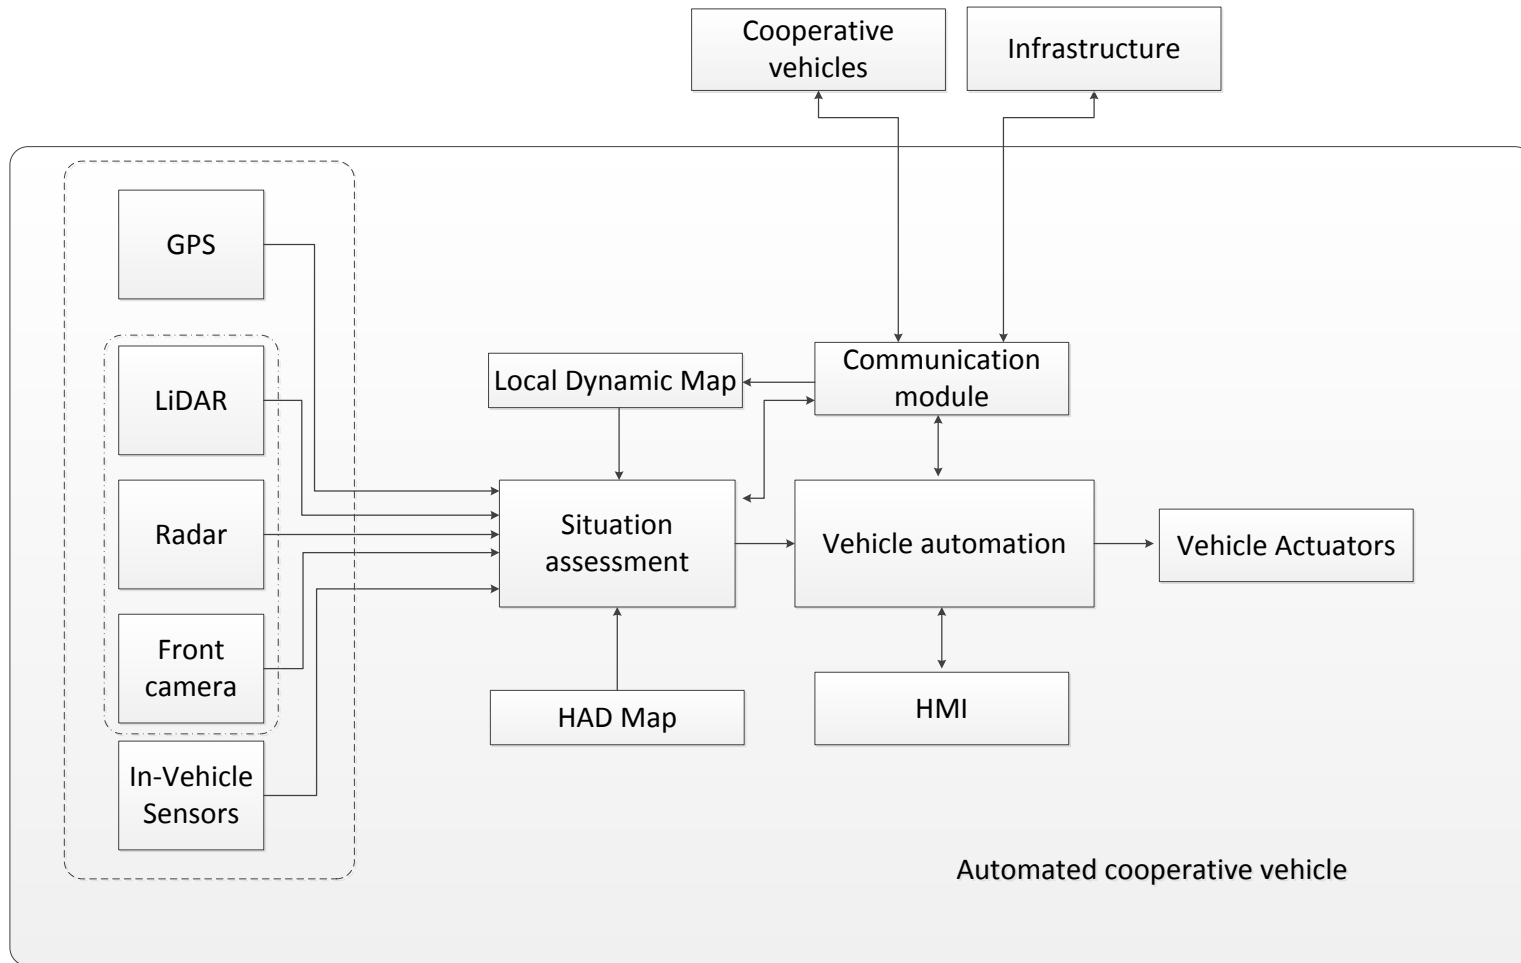 Cooperative
vehicles
Infrastructure
GPS
LiDAR
Radar
Front
camera
In-Vehicle
Sensors
Local Dynamic Map
Communication
module
Situation
assessment
Vehicle automation
Vehicle Actuators
HAD Map
HMI
Automated cooperative vehicle